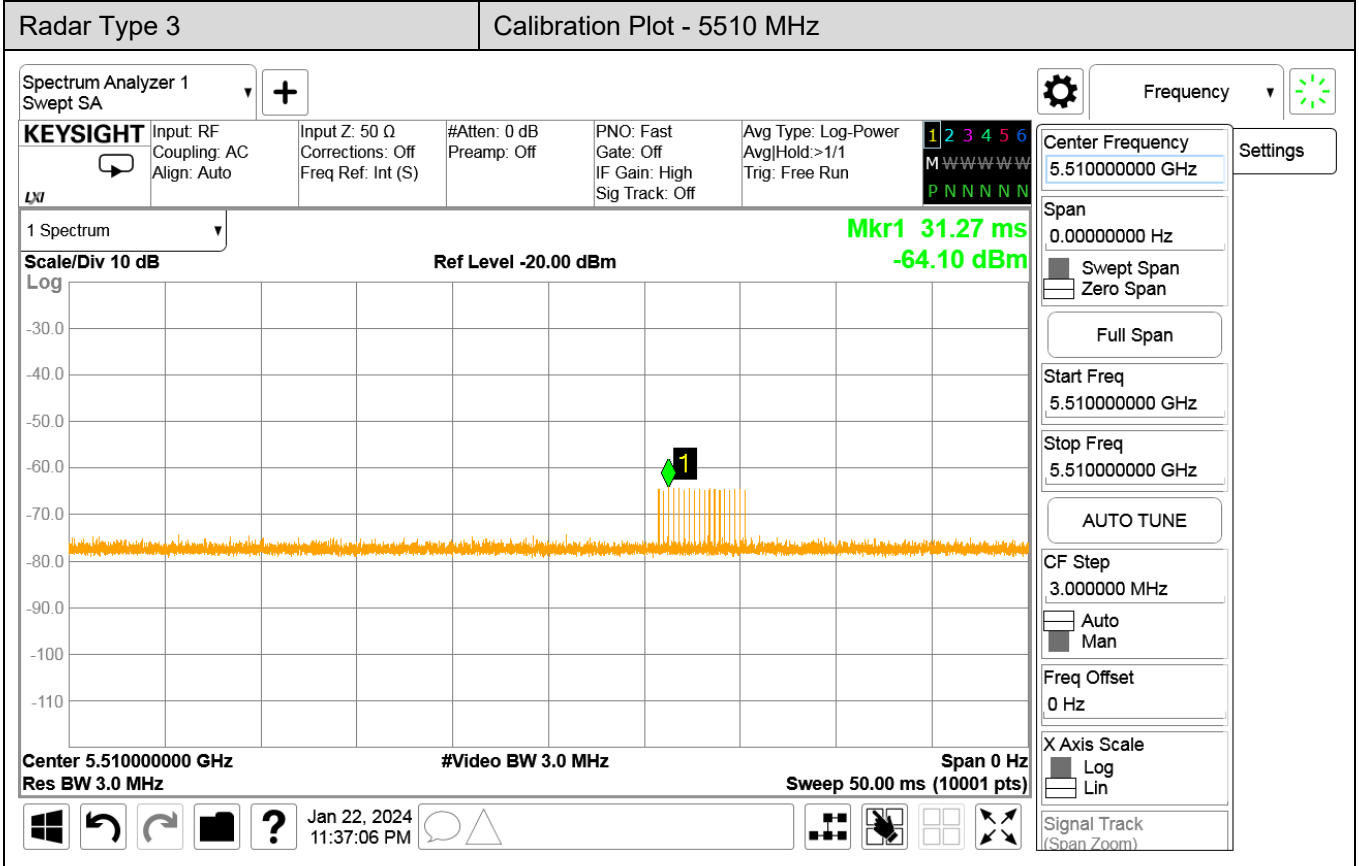 Radar Type 3
Calibration Plot - 5510 MHz
Spectrum Analyzer 1
Swept SA
Frequency
KEYSIGHT
LXI
Input: RF
Coupling: AC
Align: Auto
Input Z: 50 Ω
Corrections: Off
Freq Ref: Int (S)
#Atten: 0 dB
Preamp: Off
PNO: Fast
Gate: Off
IF Gain: High
Sig Track: Off
Avg Type: Log-Power
Avg|Hold:>1/1
Trig: Free Run
1 2 3 4 5 6
M W W W W W
P N N N N N
Settings
1 Spectrum
Mkr1 31.27 ms
-64.10 dBm
Scale/Div 10 dB
Ref Level -20.00 dBm
Log
-30.0
-40.0
-50.0
-60.0
-70.0
-80.0
-90.0
-100
-110
1
Center 5.510000000 GHz
#Video BW 3.0 MHz
Span 0 Hz
Res BW 3.0 MHz
Sweep 50.00 ms (10001 pts)
Center Frequency
5.510000000 GHz
Span
0.00000000 Hz
Swept Span
Zero Span
Full Span
Start Freq
5.510000000 GHz
Stop Freq
5.510000000 GHz
AUTO TUNE
CF Step
3.000000 MHz
Auto
Man
Freq Offset
0 Hz
X Axis Scale
Log
Lin
Signal Track
(Span Zoom)
?
Jan 22, 2024
11:37:06 PM